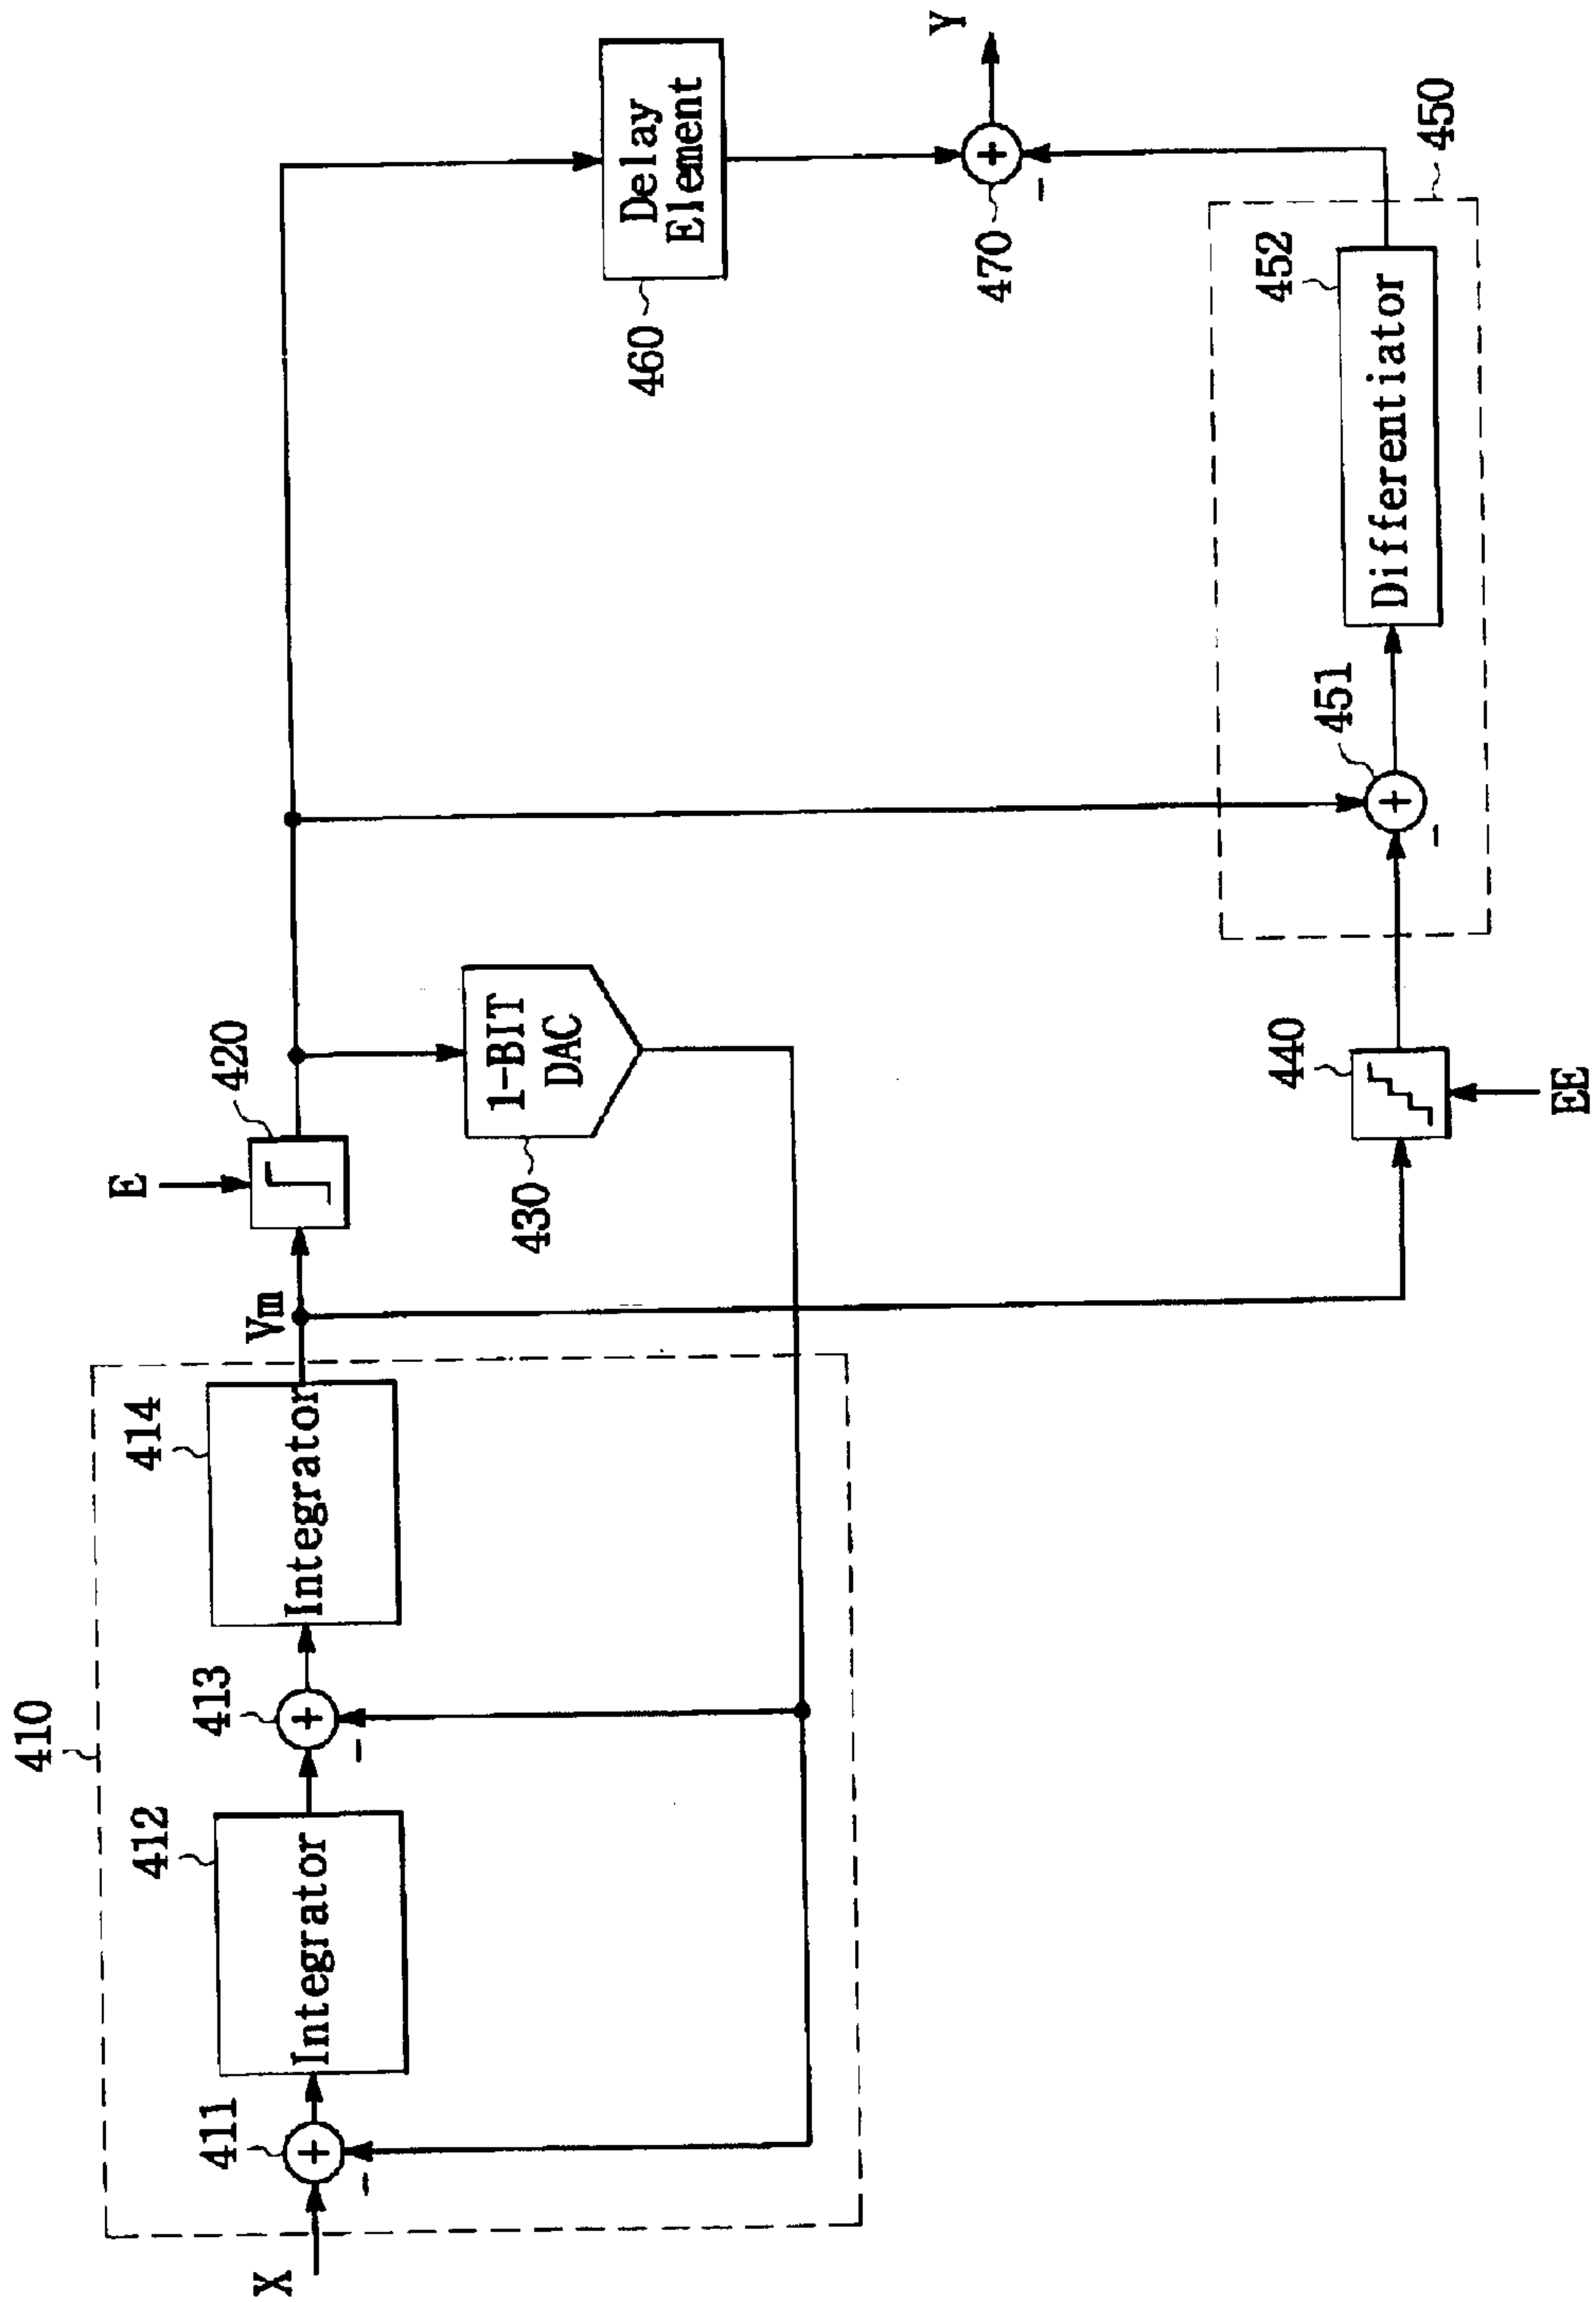 410
411
412
413
414
420
X
Integrator
Integrator
Vm
E
430
1-BIT
DAC
460
Delay
Element
470
Y
440
EE
451
452
Differentiator
450
+
-
+
-
+
-
+
-